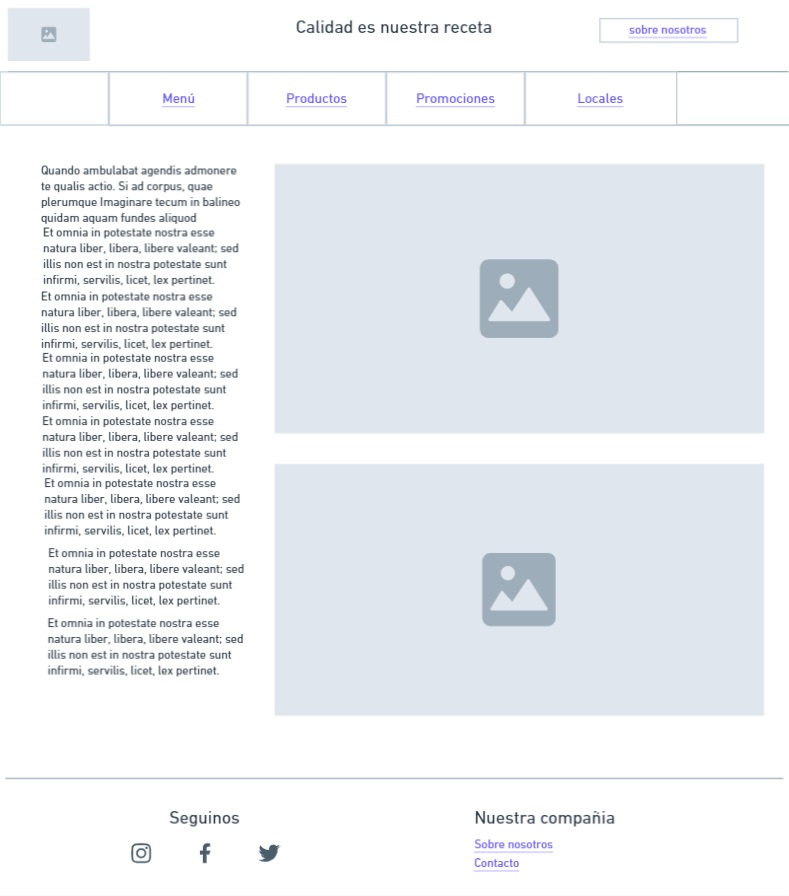 Calidad es nuestra receta
sobre nosotros
Menú
Productos
Promociones
Locales
Quando ambulabat agendis admonere
te qualis actio. Si ad corpus, quae
plerumque Imaginare tecum in balineo
quidam aquam fundes aliquod
Et omnia in potestate nostra esse
natura liber, libera, libere valeant; sed
illis non est in nostra potestate sunt
infirmi, servilis, licet, lex pertinet.
Et omnia in potestate nostra esse
natura liber, libera, libere valeant; sed
illis non est in nostra potestate sunt
infirmi, servilis, licet, lex pertinet.
Et omnia in potestate nostra esse
natura liber, libera, libere valeant; sed
illis non est in nostra potestate sunt
infirmi, servilis, licet, lex pertinet.
Et omnia in potestate nostra esse
natura liber, libera, libere valeant; sed
illis non est in nostra potestate sunt
infirmi, servilis, licet, lex pertinet.
Et omnia in potestate nostra esse
natura liber, libera, libere valeant; sed
illis non est in nostra potestate sunt
infirmi, servilis, licet, lex pertinet.
Et omnia in potestate nostra esse
natura liber, libera, libere valeant; sed
illis non est in nostra potestate sunt
infirmi, servilis, licet, lex pertinet.
Et omnia in potestate nostra esse
natura liber, libera, libere valeant; sed
illis non est in nostra potestate sunt
infirmi, servilis, licet, lex pertinet.
Seguinos
Nuestra compañia
Sobre nosotros
Contacto